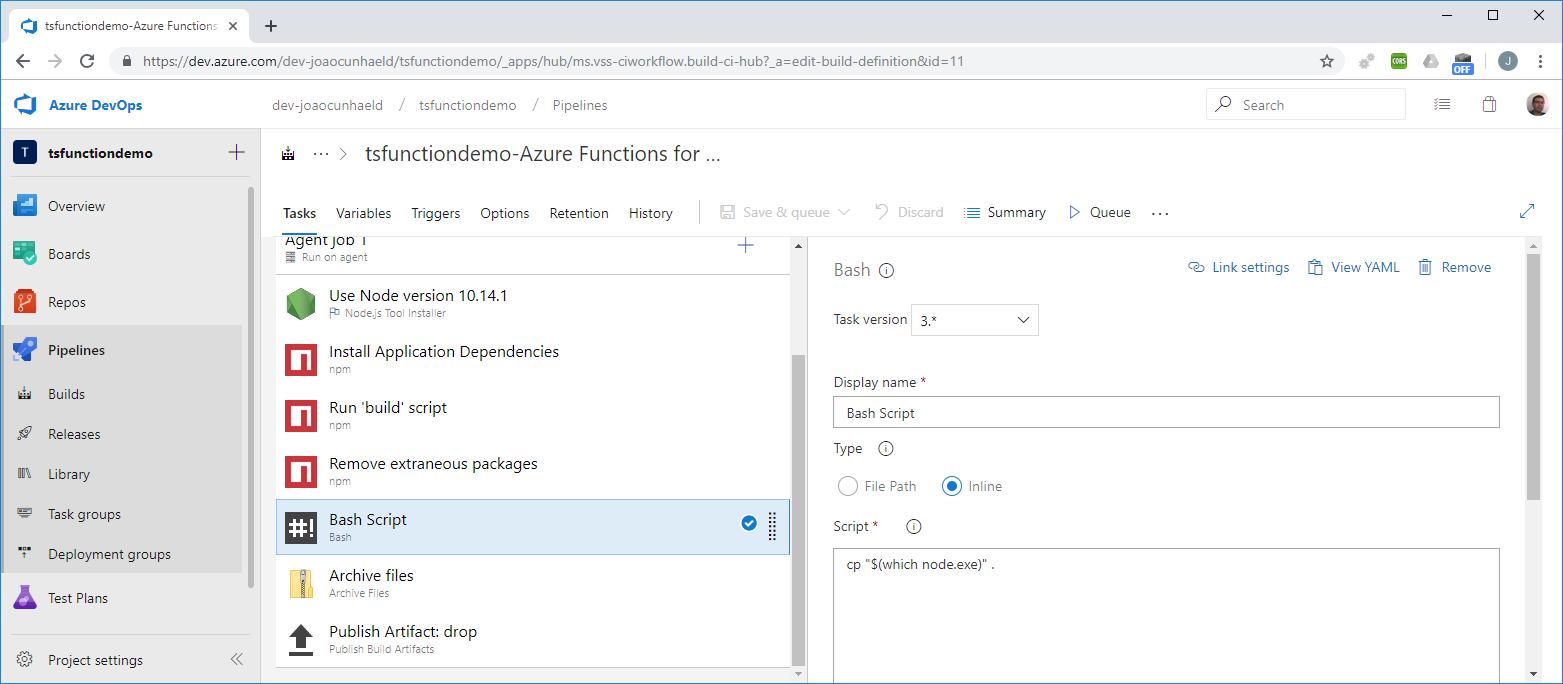 tsfunctiondemo-Azure Functions
https://dev.azure.com/dev-joaocunhaeld/tsfunctiondemo/_apps/hub/ms.vss-ciworkflow.build-ci-hub?_a=edit-build-definition&id=11
CORS
OFF
J
Azure DevOps
dev-joaocunhaeld / tsfunctiondemo / Pipelines
Search
T tsfunctiondemo
Overview
Boards
Repos
Pipelines
Builds
Releases
Library
Task groups
Deployment groups
Test Plans
Project settings
··· > tsfunctiondemo-Azure Functions for ...
Tasks Variables Triggers Options Retention History Save & queue Discard Summary Queue ...
Agent job 1
Run on agent
Use Node version 10.14.1
Node.js Tool Installer
Install Application Dependencies
npm
Run 'build' script
npm
Remove extraneous packages
npm
#! Bash Script
Bash
Archive files
Archive Files
Publish Artifact: drop
Publish Build Artifacts
Bash
Link settings View YAML Remove
Task version 3.*
Display name *
Bash Script
Type
File Path Inline
Script *
cp "$(which node.exe)" .